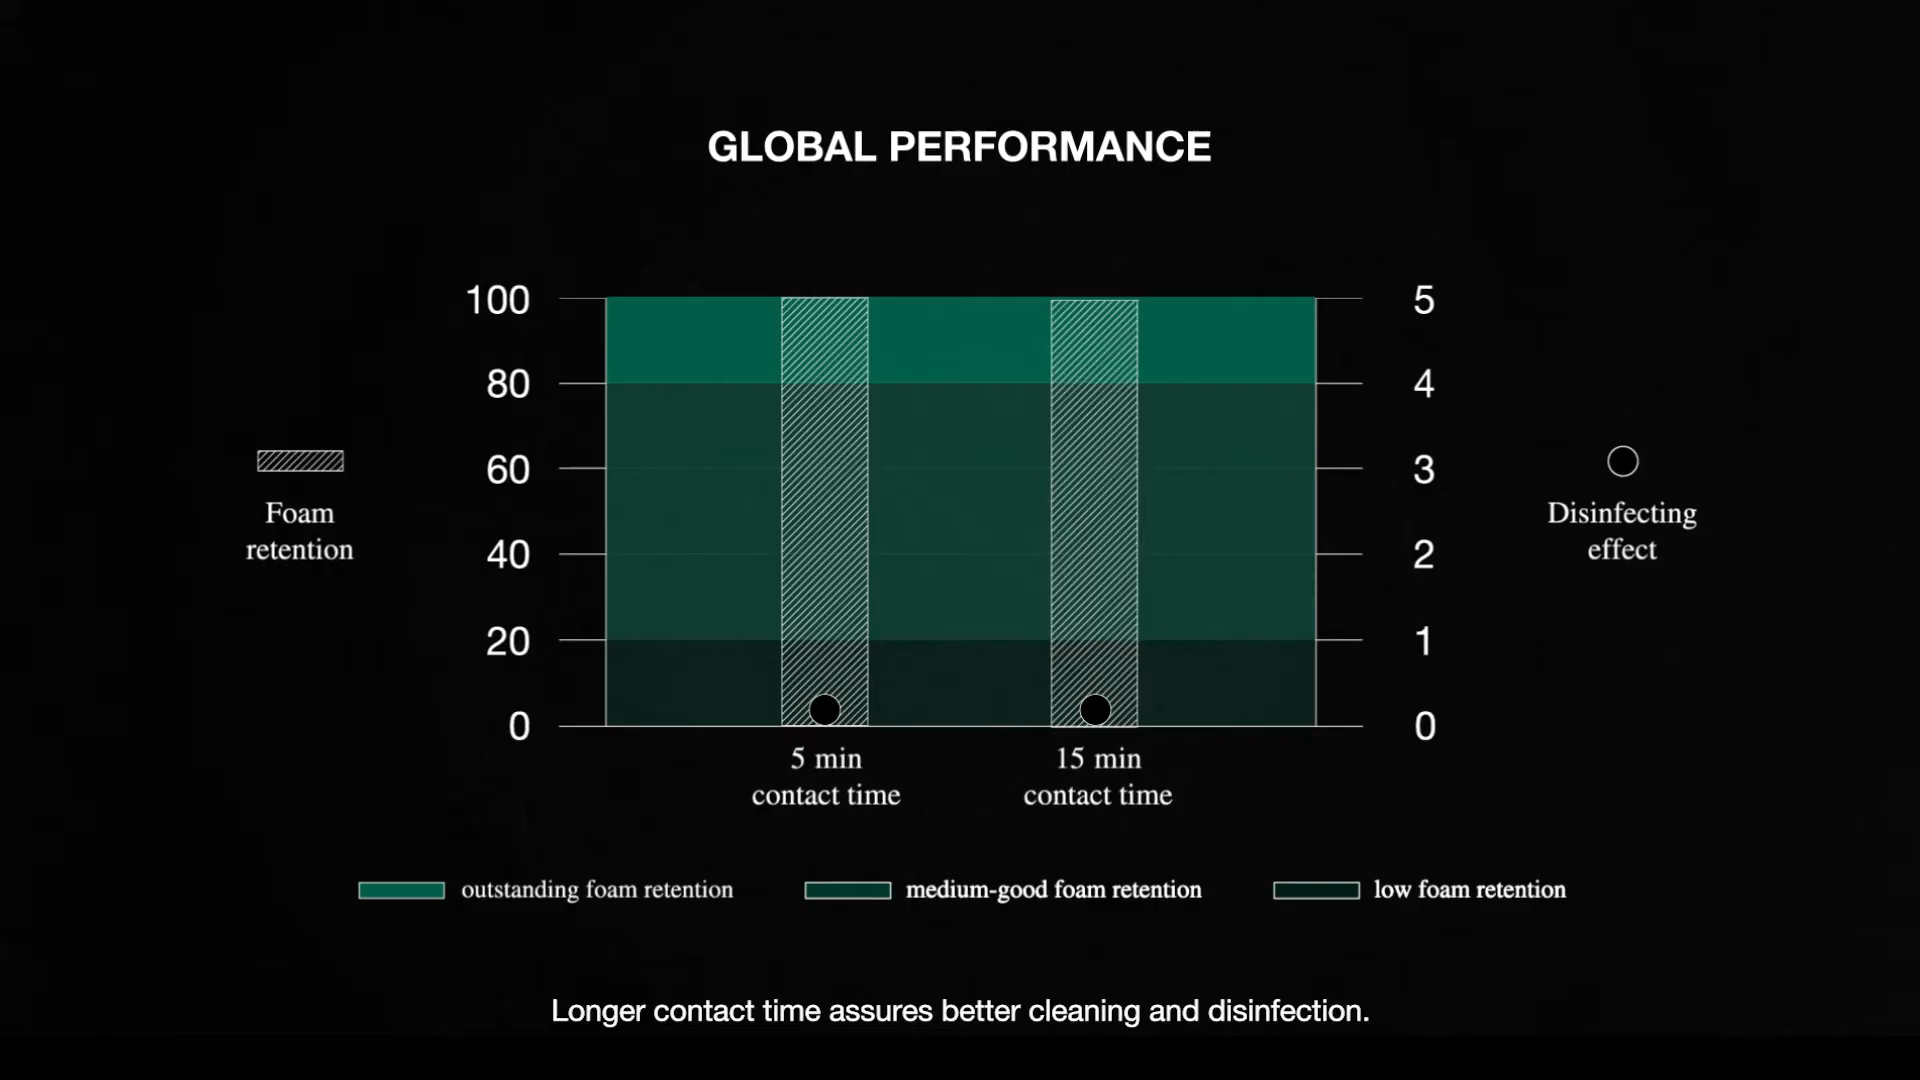 GLOBAL PERFORMANCE
100
80
60
40
20
0
5
4
3
2
1
0
Foam
retention
Disinfecting
effect
5 min
contact time
15 min
contact time
outstanding foam retention
medium-good foam retention
low foam retention
Longer contact time assures better cleaning and disinfection.